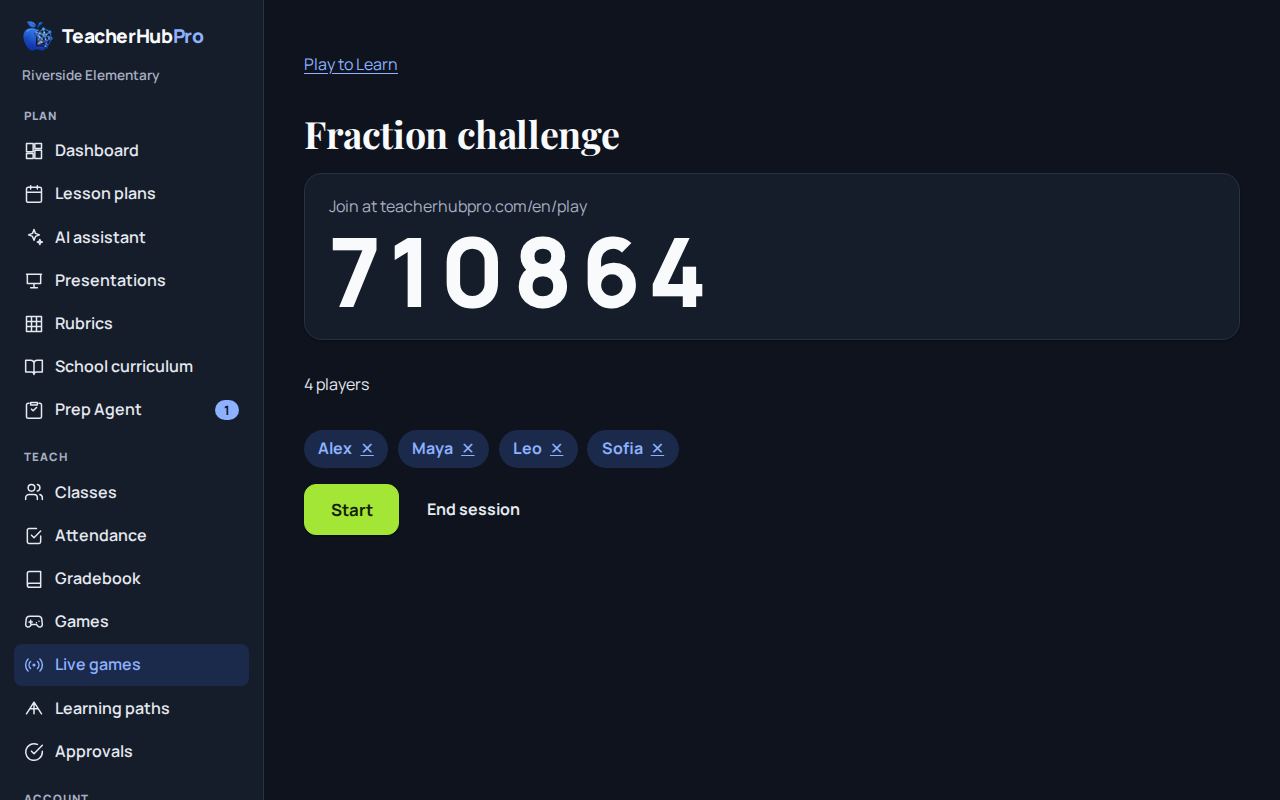 TeacherHubPro
Riverside Elementary
PLAN
Dashboard
Lesson plans
AI assistant
Presentations
Rubrics
School curriculum
Prep Agent 1
TEACH
Classes
Attendance
Gradebook
Games
Live games
Learning paths
Approvals
ACCOUNT
Play to Learn
Fraction challenge
Join at teacherhubpro.com/en/play
710864
4 players
Alex ✕ Maya ✕ Leo ✕ Sofia ✕
Start End session